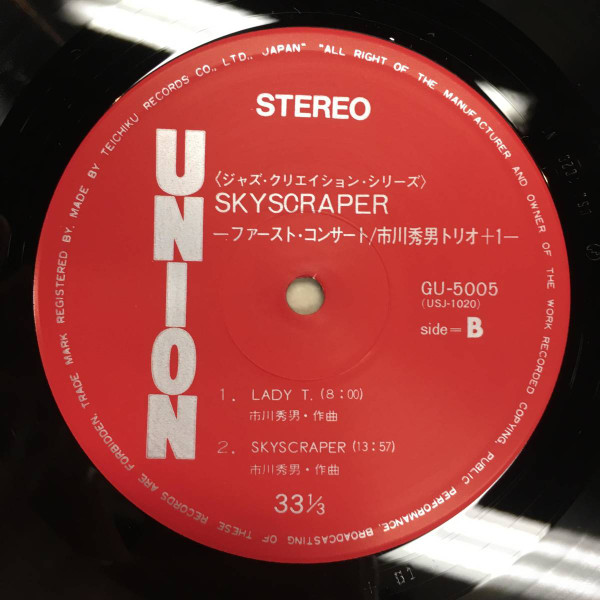 STEREO
UNION
〈ジャズ・クリエイション・シリーズ〉
SKYSCRAPER
—ファースト・コンサート/市川秀男トリオ+1—
GU-5005
(USJ-1020)
side=B
1. LADY T. (8:00)
市川秀男・作曲
2. SKYSCRAPER (13:57)
市川秀男・作曲
33⅓
TRADE MARK REGISTERED BY. MADE BY TEICHIKU RECORDS CO., LTD., JAPAN" "ALL RIGHT OF THE MANUFACTURER AND OWNER OF THE WORK RECORDED COPYING, PUBLIC PERFORMANCE, BROADCASTING OF THESE RECORDS ARE FORBIDDEN.